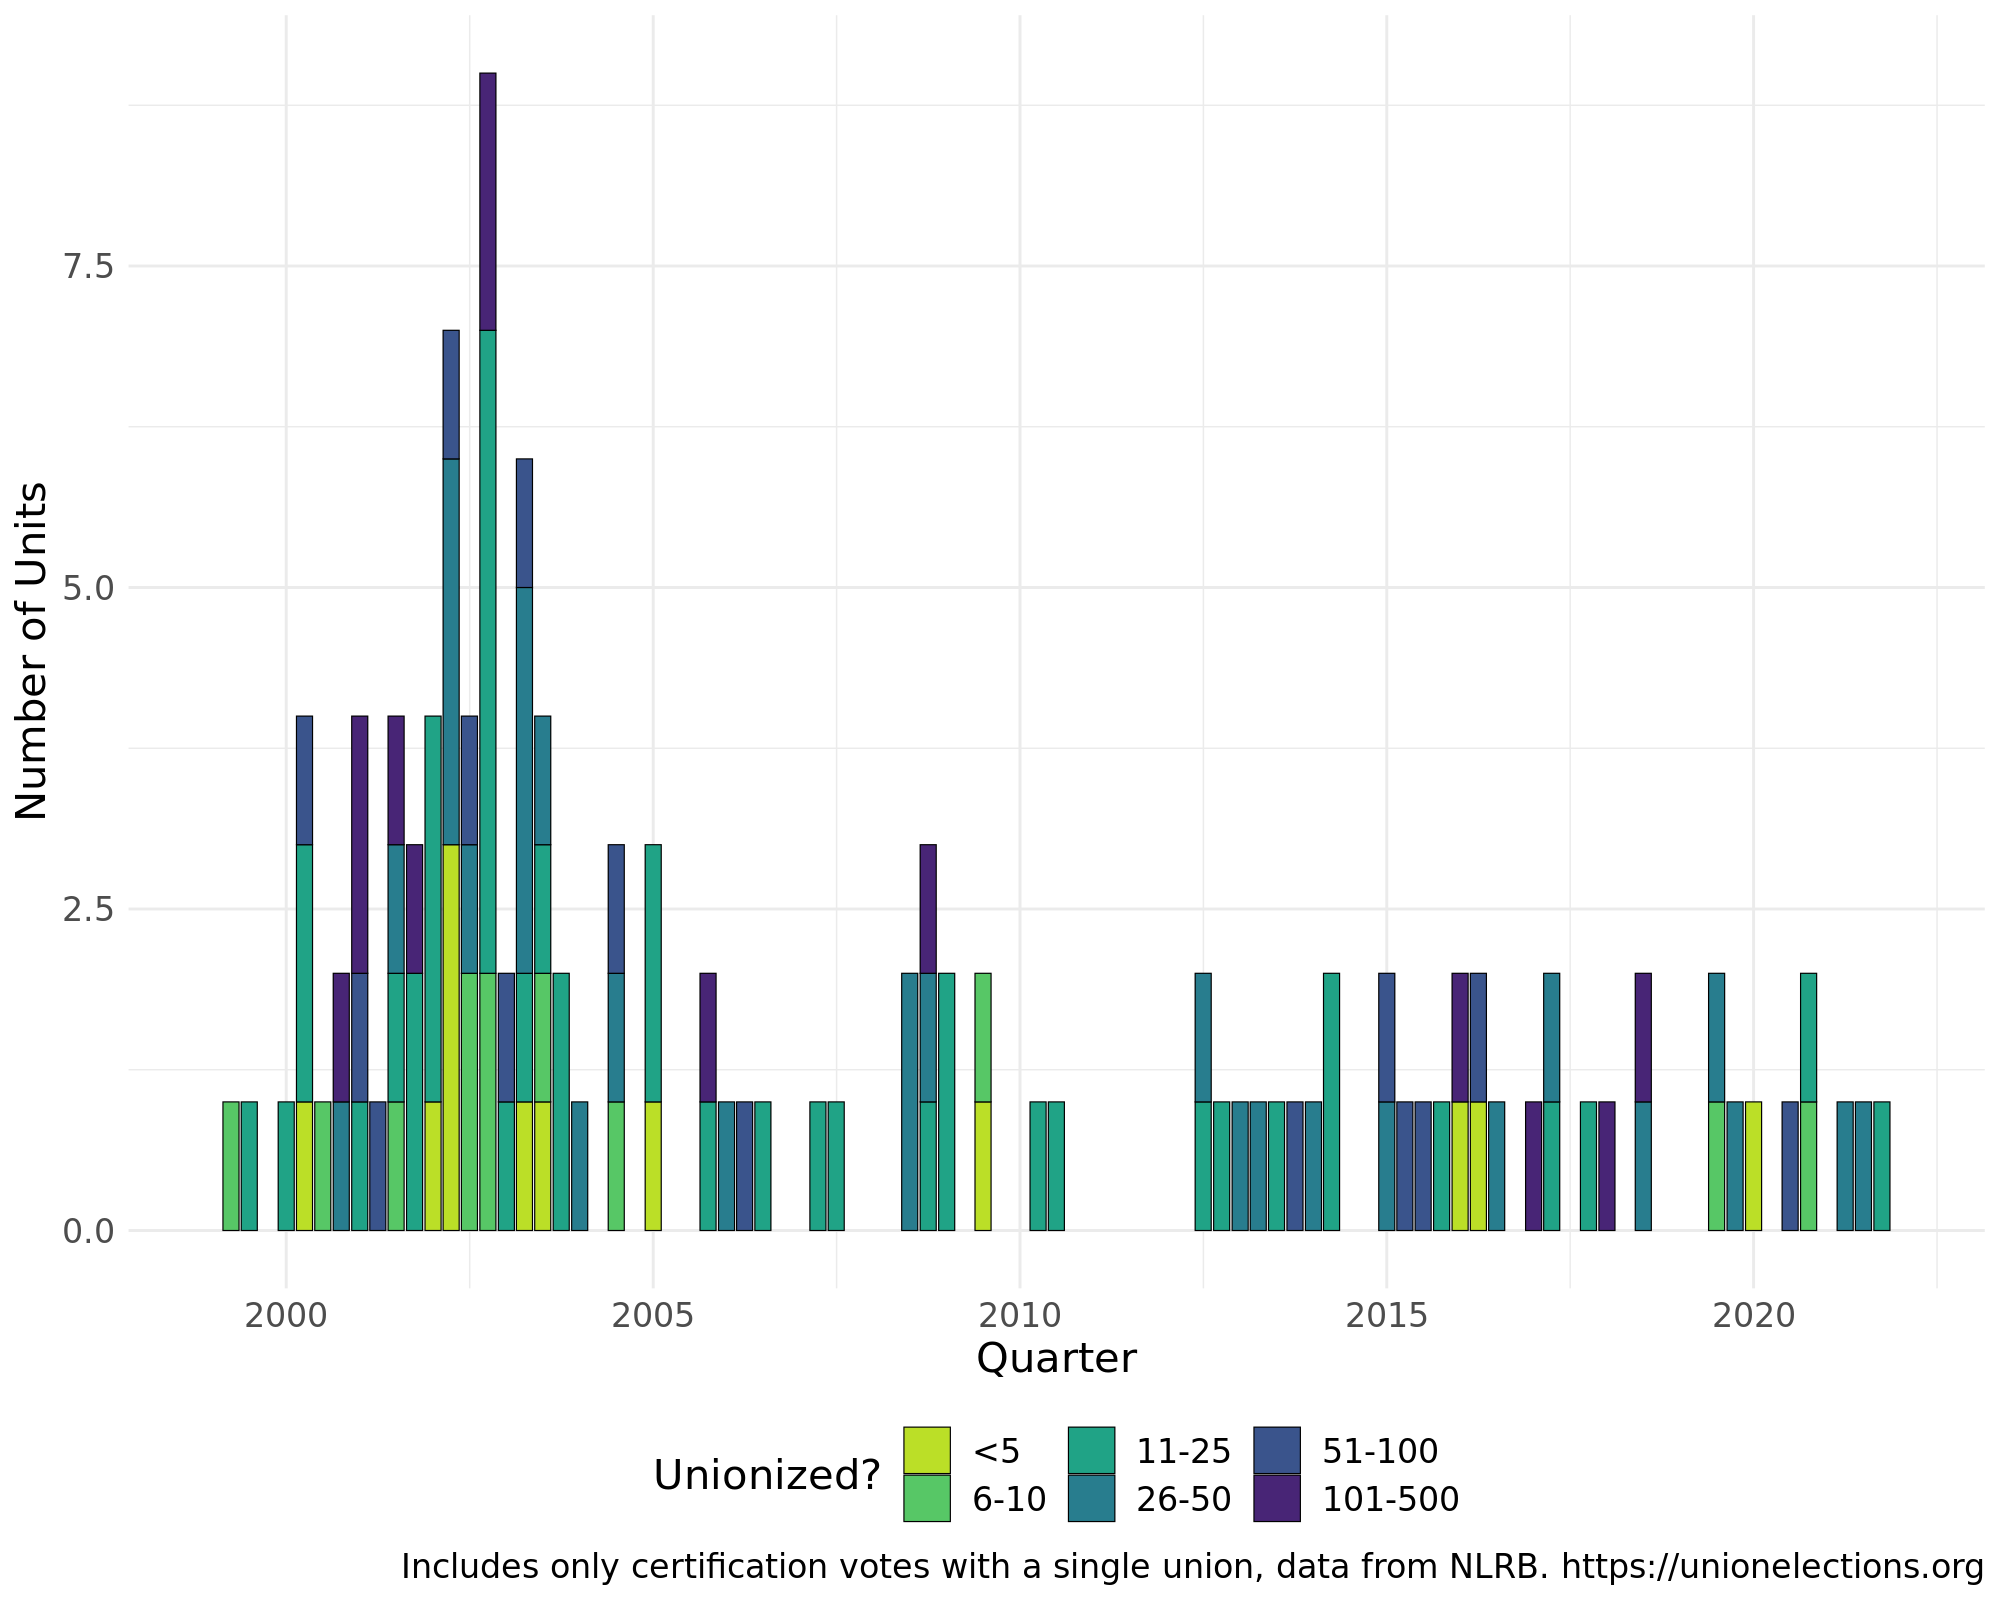 Number of Units
7.5
5.0
2.5
0.0
2000 2005 2010 2015 2020
Quarter
Unionized?
<5 11-25 51-100
6-10 26-50 101-500
Includes only certification votes with a single union, data from NLRB. https://unionelections.org